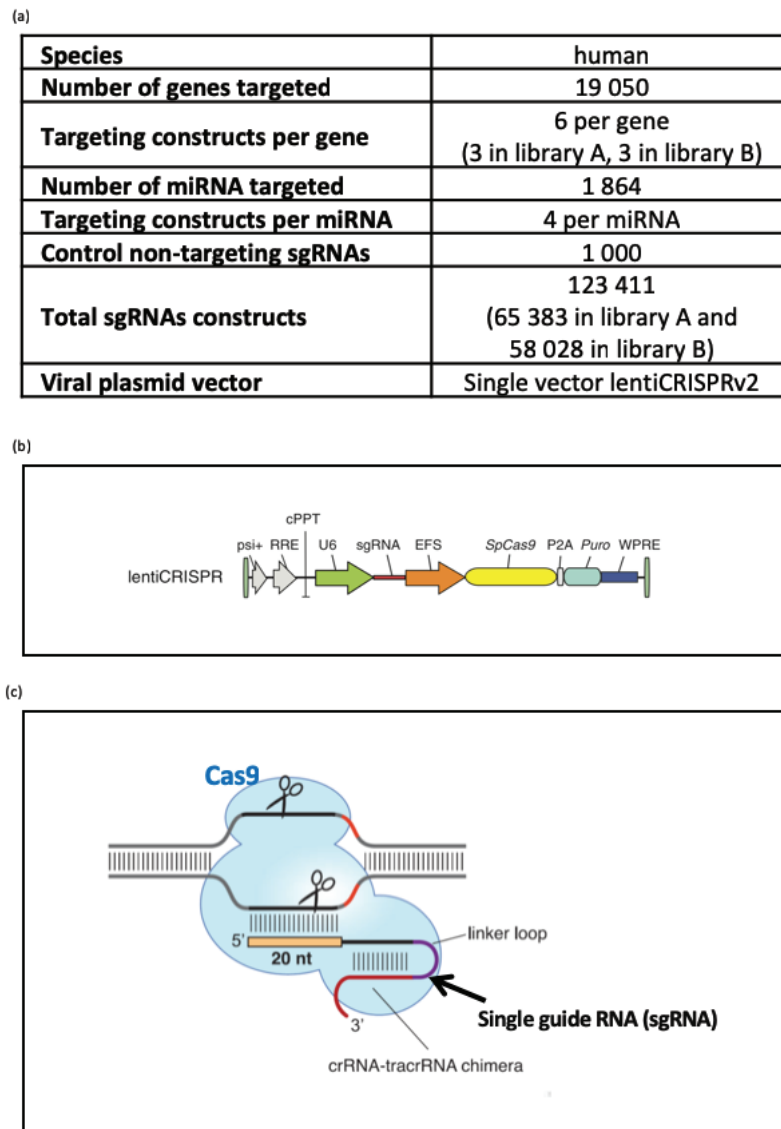 (a)
Species human
Number of genes targeted 19 050
Targeting constructs per gene 6 per gene
(3 in library A, 3 in library B)
Number of miRNA targeted 1 864
Targeting constructs per miRNA 4 per miRNA
Control non-targeting sgRNAs 1 000
Total sgRNAs constructs 123 411
(65 383 in library A and
58 028 in library B)
Viral plasmid vector Single vector lentiCRISPRv2
(b)
cPPT
psi+ RRE U6 sgRNA EFS SpCas9 P2A Puro WPRE
lentiCRISPR
(c)
Cas9
5'
20 nt
linker loop
3'
Single guide RNA (sgRNA)
crRNA-tracrRNA chimera